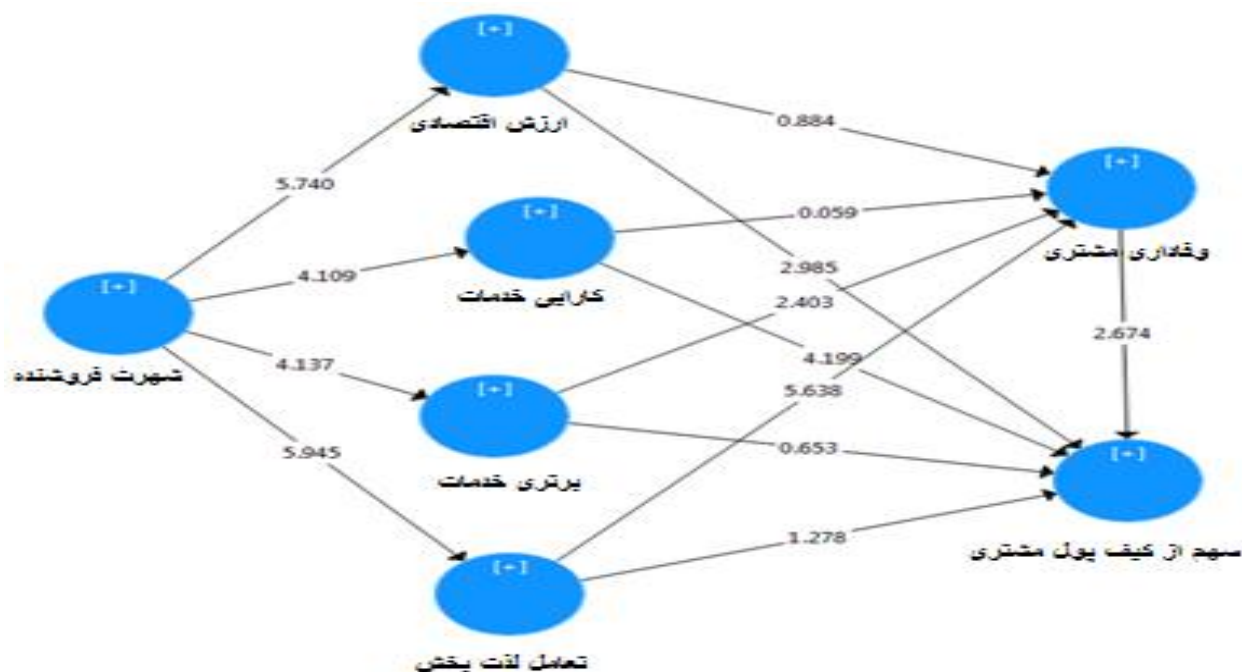 [+]
ارزش اقتصادی
0.884
[+]
وفاداری مشتری
5.740
[+]
0.059
کارایی خدمات
2.985
2.403
[+]
4.109
شهرت فروشنده
2.674
4.199
4.137
[+]
5.638
برتری خدمات
0.653
[+]
5.945
سهم از کیف پول مشتری
1.278
[+]
تعامل لذت بخش